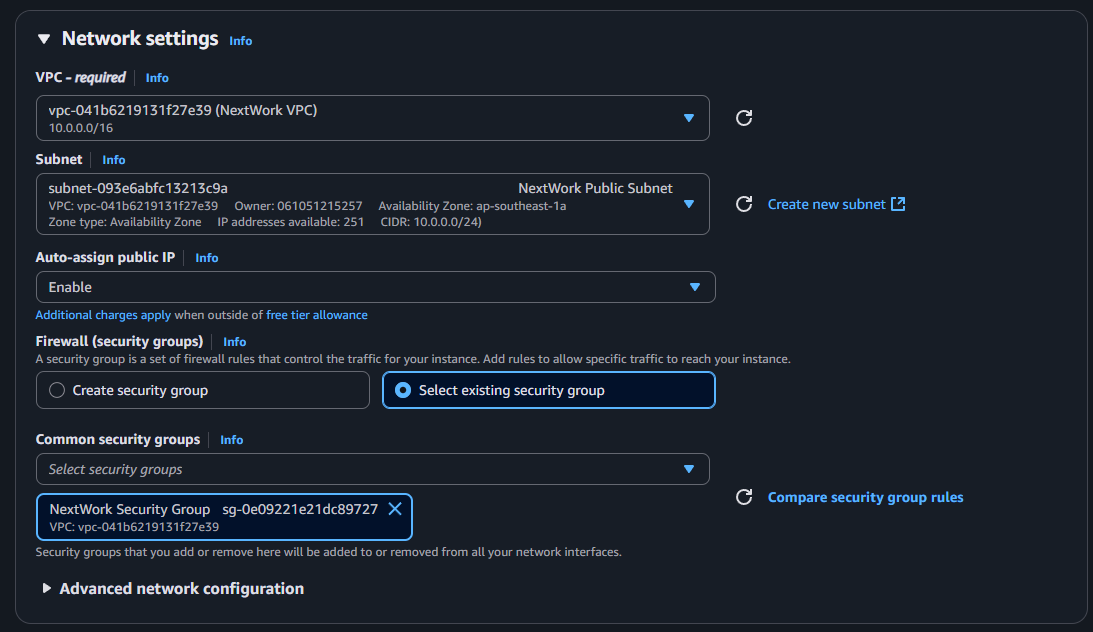 Network settings Info
VPC – required Info
vpc-041b6219131f27e39 (NextWork VPC)
10.0.0.0/16
Subnet Info
subnet-093e6abfc13213c9a NextWork Public Subnet
VPC: vpc-041b6219131f27e39 Owner: 061051215257 Availability Zone: ap-southeast-1a
Zone type: Availability Zone IP addresses available: 251 CIDR: 10.0.0.0/24)
Create new subnet
Auto-assign public IP Info
Enable
Additional charges apply when outside of free tier allowance
Firewall (security groups) Info
A security group is a set of firewall rules that control the traffic for your instance. Add rules to allow specific traffic to reach your instance.
Create security group
Select existing security group
Common security groups Info
Select security groups
NextWork Security Group sg-0e09221e21dc89727
VPC: vpc-041b6219131f27e39
Compare security group rules
Security groups that you add or remove here will be added to or removed from all your network interfaces.
Advanced network configuration